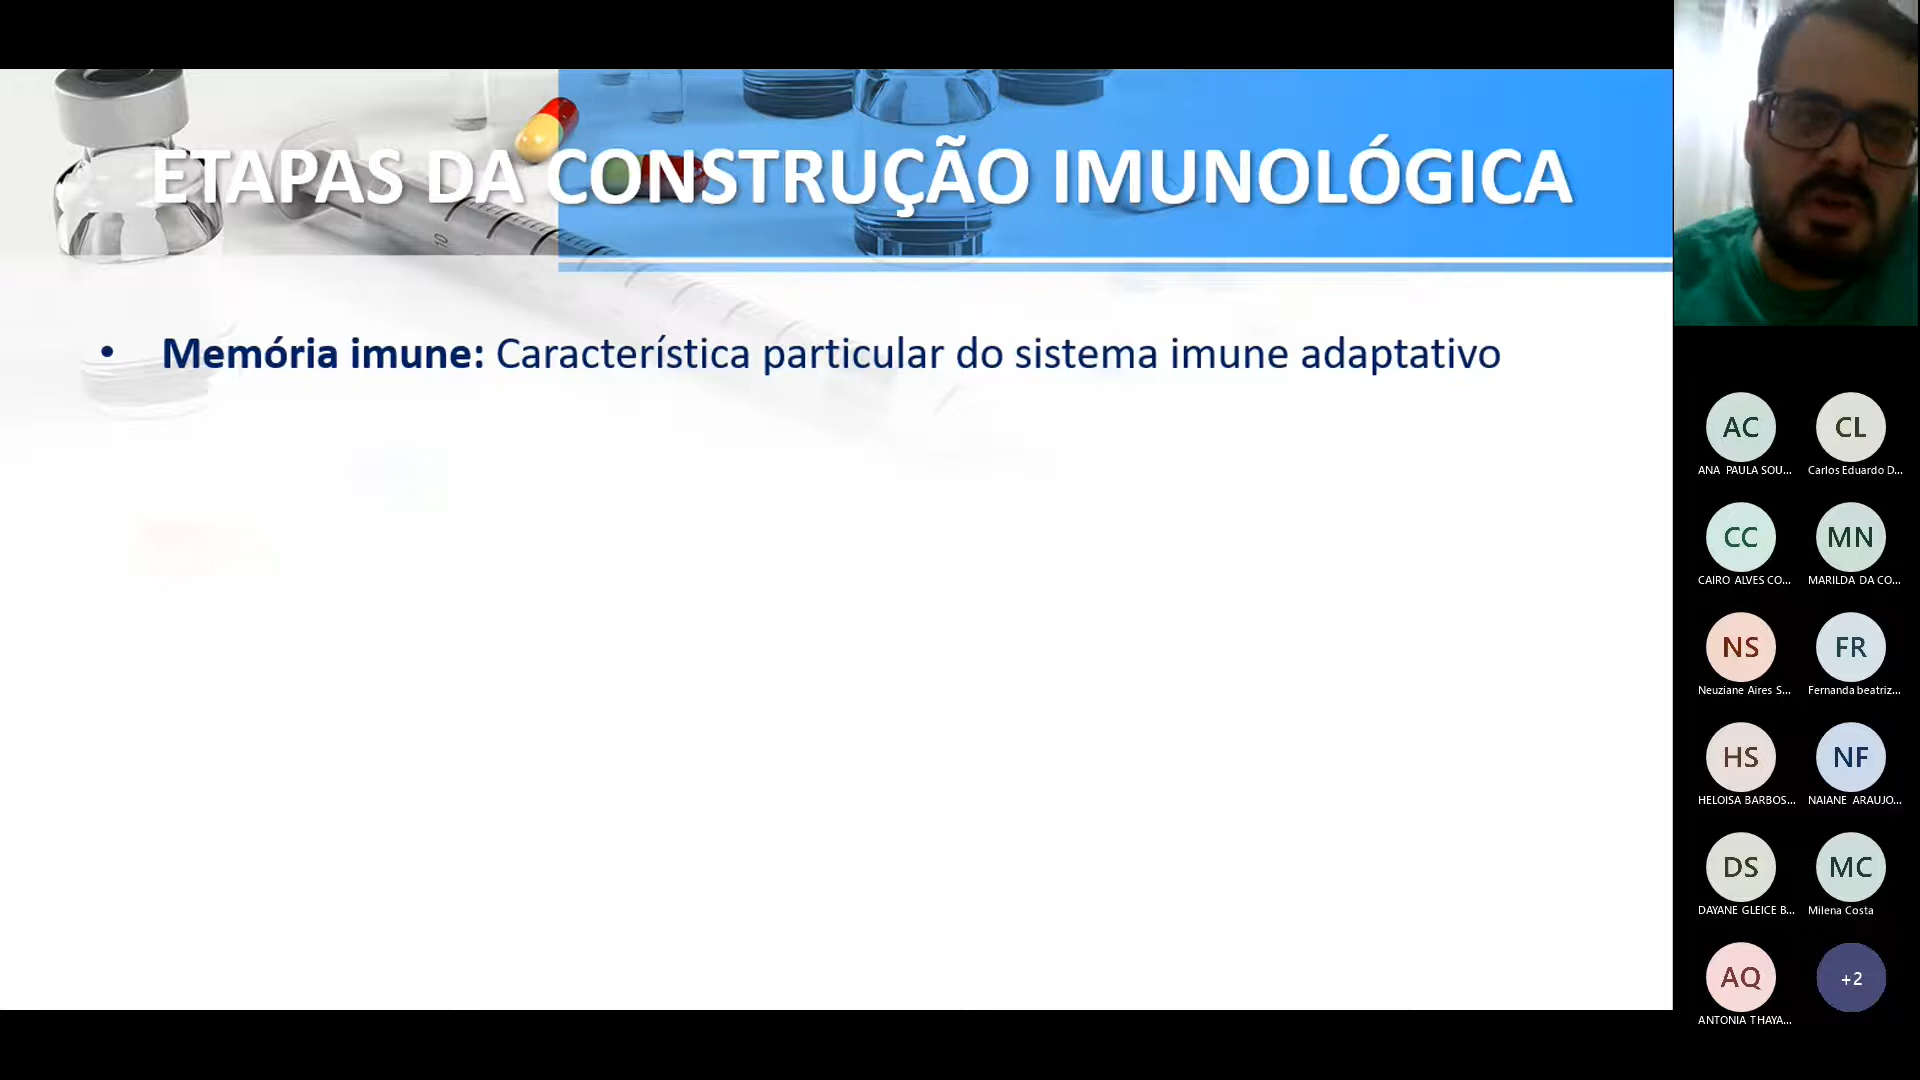 ETAPAS DA CONSTRUÇÃO IMUNOLÓGICA
• Memória imune: Característica particular do sistema imune adaptativo
10
AC
CL
ANA PAULA SOU...
Carlos Eduardo D...
CC
MN
CAIRO ALVES CO...
MARILDA DA CO...
NS
FR
Neuziane Aires S...
Fernanda beatriz...
HS
NF
HELOISA BARBOS...
NAIANE ARAUJO...
DS
MC
DAYANE GLEICE B...
Milena Costa
AQ
+2
ANTONIA THAYA...